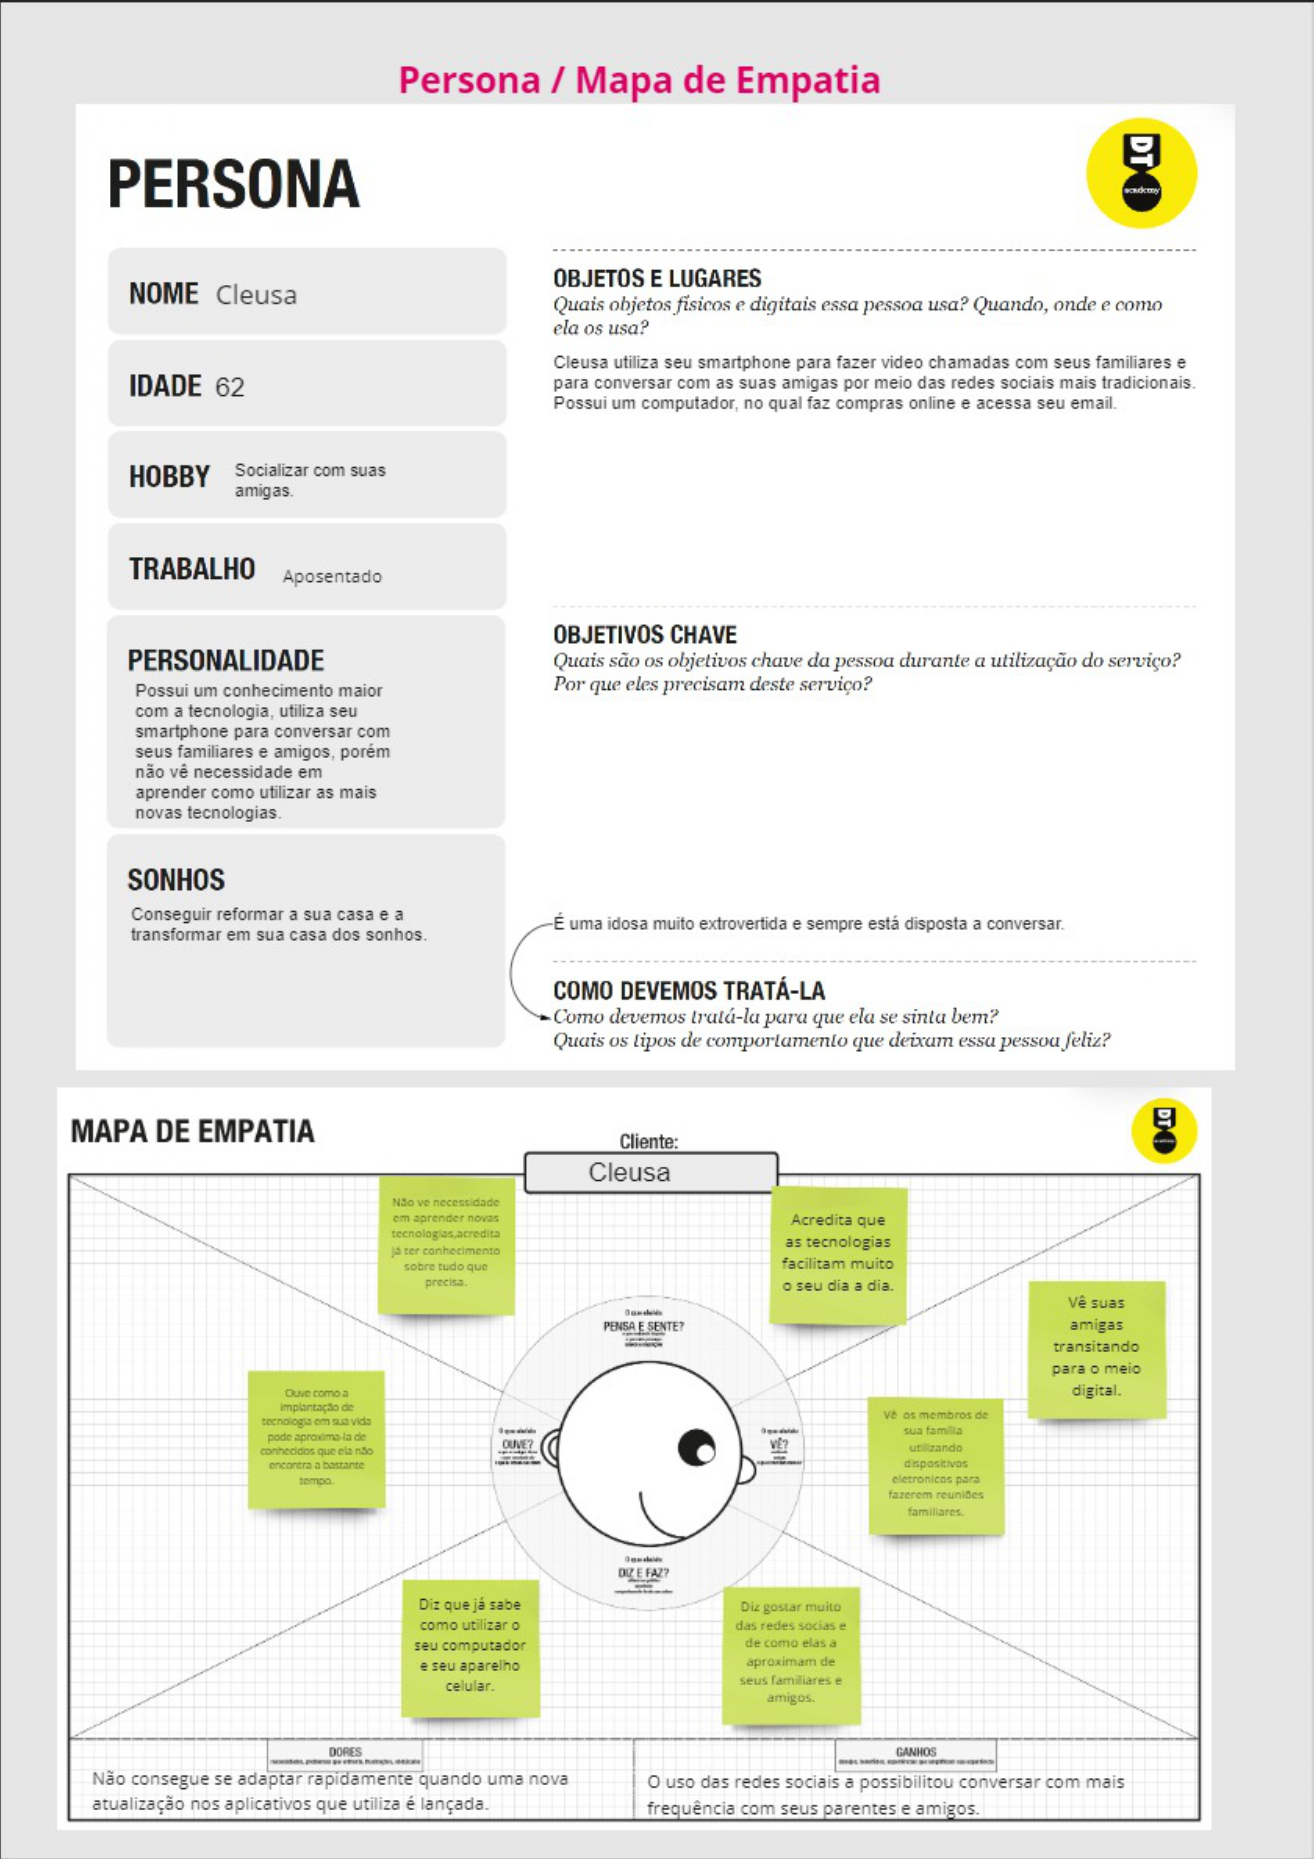 Persona / Mapa de Empatia
PERSONA
DT
academy
NOME Cleusa
IDADE 62
HOBBY Socializar com suas
amigas.
TRABALHO Aposentado
PERSONALIDADE
Possui um conhecimento maior
com a tecnologia, utiliza seu
smartphone para conversar com
seus familiares e amigos, porém
não vê necessidade em
aprender como utilizar as mais
novas tecnologias.
SONHOS
Conseguir reformar a sua casa e a
transformar em sua casa dos sonhos.
OBJETOS E LUGARES
Quais objetos físicos e digitais essa pessoa usa? Quando, onde e como
ela os usa?
Cleusa utiliza seu smartphone para fazer video chamadas com seus familiares e
para conversar com as suas amigas por meio das redes sociais mais tradicionais.
Possui um computador, no qual faz compras online e acessa seu email.
OBJETIVOS CHAVE
Quais são os objetivos chave da pessoa durante a utilização do serviço?
Por que eles precisam deste serviço?
É uma idosa muito extrovertida e sempre está disposta a conversar.
COMO DEVEMOS TRATÁ-LA
Como devemos tratá-la para que ela se sinta bem?
Quais os tipos de comportamento que deixam essa pessoa feliz?
MAPA DE EMPATIA
Cliente:
Cleusa
DT
Não ve necessidade
em aprender novas
tecnologias,acredita
já ter conhecimento
sobre tudo que
precisa.
Acredita que
as tecnologias
facilitam muito
o seu dia a dia.
Vê suas
amigas
transitando
para o meio
digital.
PENSA E SENTE?
Ouve como a
implantação de
tecnologia em sua vida
pode aproxima-la de
conhecidos que ela não
encontra a bastante
tempo.
OUVE?
VÊ?
Vê os membros de
sua família
utilizando
dispositivos
eletronicos para
fazerem reuniões
familiares.
DIZ E FAZ?
Diz que já sabe
como utilizar o
seu computador
e seu aparelho
celular.
Diz gostar muito
das redes socias e
de como elas a
aproximam de
seus familiares e
amigos.
DORES
Não consegue se adaptar rapidamente quando uma nova
atualização nos aplicativos que utiliza é lançada.
GANHOS
O uso das redes sociais a possibilitou conversar com mais
frequência com seus parentes e amigos.